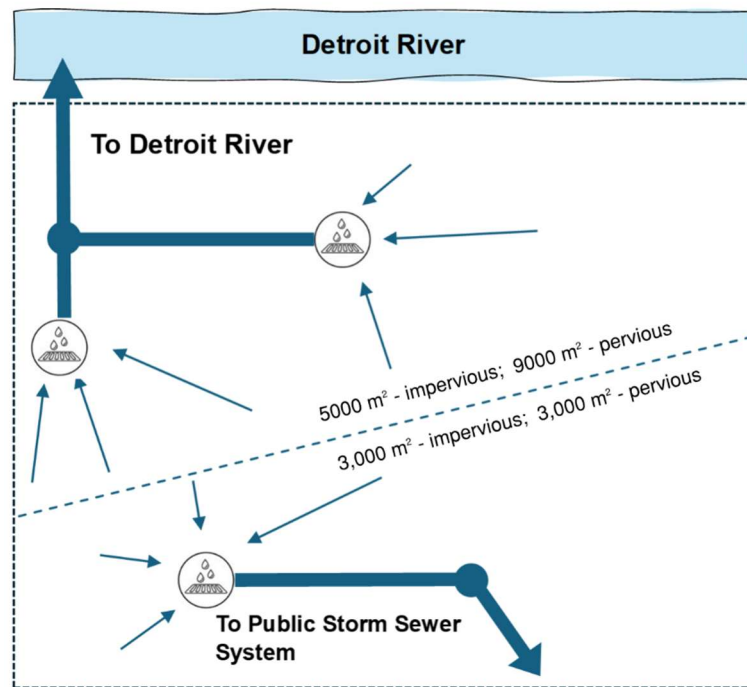 Detroit River
To Detroit River
5000 m² - impervious; 9000 m² - pervious
3,000 m² - impervious; 3,000 m² - pervious
To Public Storm Sewer
System